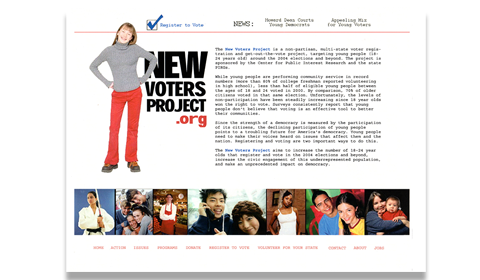 Register to Vote
NEWS:
Howard Dean Courts
Young Democrats
Appealing Mix
for Young Voters
NEW
VOTERS
PROJECT
.org
The New Voters Project is a non-partisan, multi-state voter regis-
tration and get-out-the-vote project, targeting young people (18-
24 years old) around the 2004 elections and beyond. The project is
sponsored by the Center for Public Interest Research and the state
PIRGs.
While young people are performing community service in record
numbers (more than 85% of college freshmen reported volunteering
in high school), less than half of eligible people between
the ages of 18 and 24 voted in 2000. By comparison, 70% of older
citizens voted in that same election. Unfortunately, the levels of
non-participation have been steadily increasing since 18 year olds
won the right to vote. Surveys consistently report that young
people don't believe that voting is an effective tool to better
their communities.
Since the strength of a democracy is measured by the participation
of its citizens, the declining participation of young people
points to a troubling future for America's democracy. Young people
need to make their voices heard on issues that affect them and the
nation. Registering and voting are two important ways to do this.
The New Voters Project aims to increase the number of 18-24 year
olds that register and vote in the 2004 elections and beyond,
increase the civic engagement of this underrepresented population,
and make an unprecedented impact on democracy.
HOME ACTION ISSUES PROGRAMS DONATE REGISTER TO VOTE VOLUNTEER FOR YOUR STATE CONTACT ABOUT JOBS